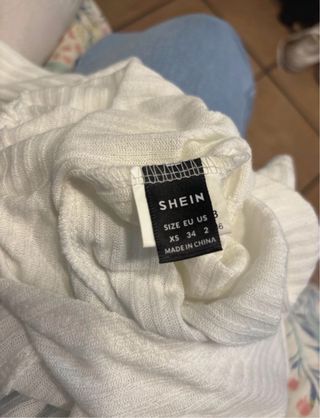 SHEIN
SIZE EU US
XS 34 2
MADE IN CHINA